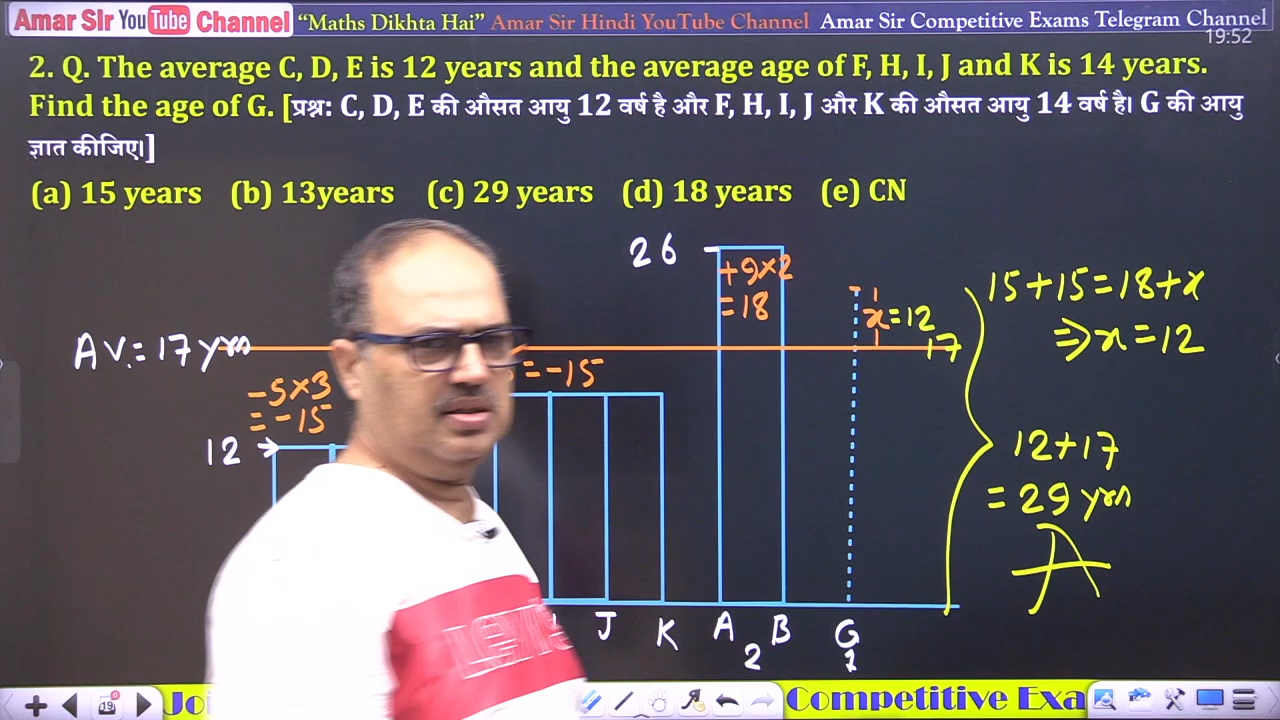 Amar SIr YouTube Channel “Maths Dikhta Hai” Amar Sir Hindi YouTube Channel Amar Sir Competitive Exams Telegram Channel
19:52
2. Q. The average C, D, E is 12 years and the average age of F, H, I, J and K is 14 years.
Find the age of G. [प्रश्न: C, D, E की औसत आयु 12 वर्ष है और F, H, I, J और K की औसत आयु 14 वर्ष है। G की आयु
ज्ञात कीजिए।]
(a) 15 years (b) 13years (c) 29 years (d) 18 years (e) CN
26
+9×2
= 18
15+15=18+x
⇒x=12
x=12
17
AV.=17 yrs
= -15
-5×3
= -15
12
12+17
= 29 yrs
J K A B G
2 1
19
Competitive Exa